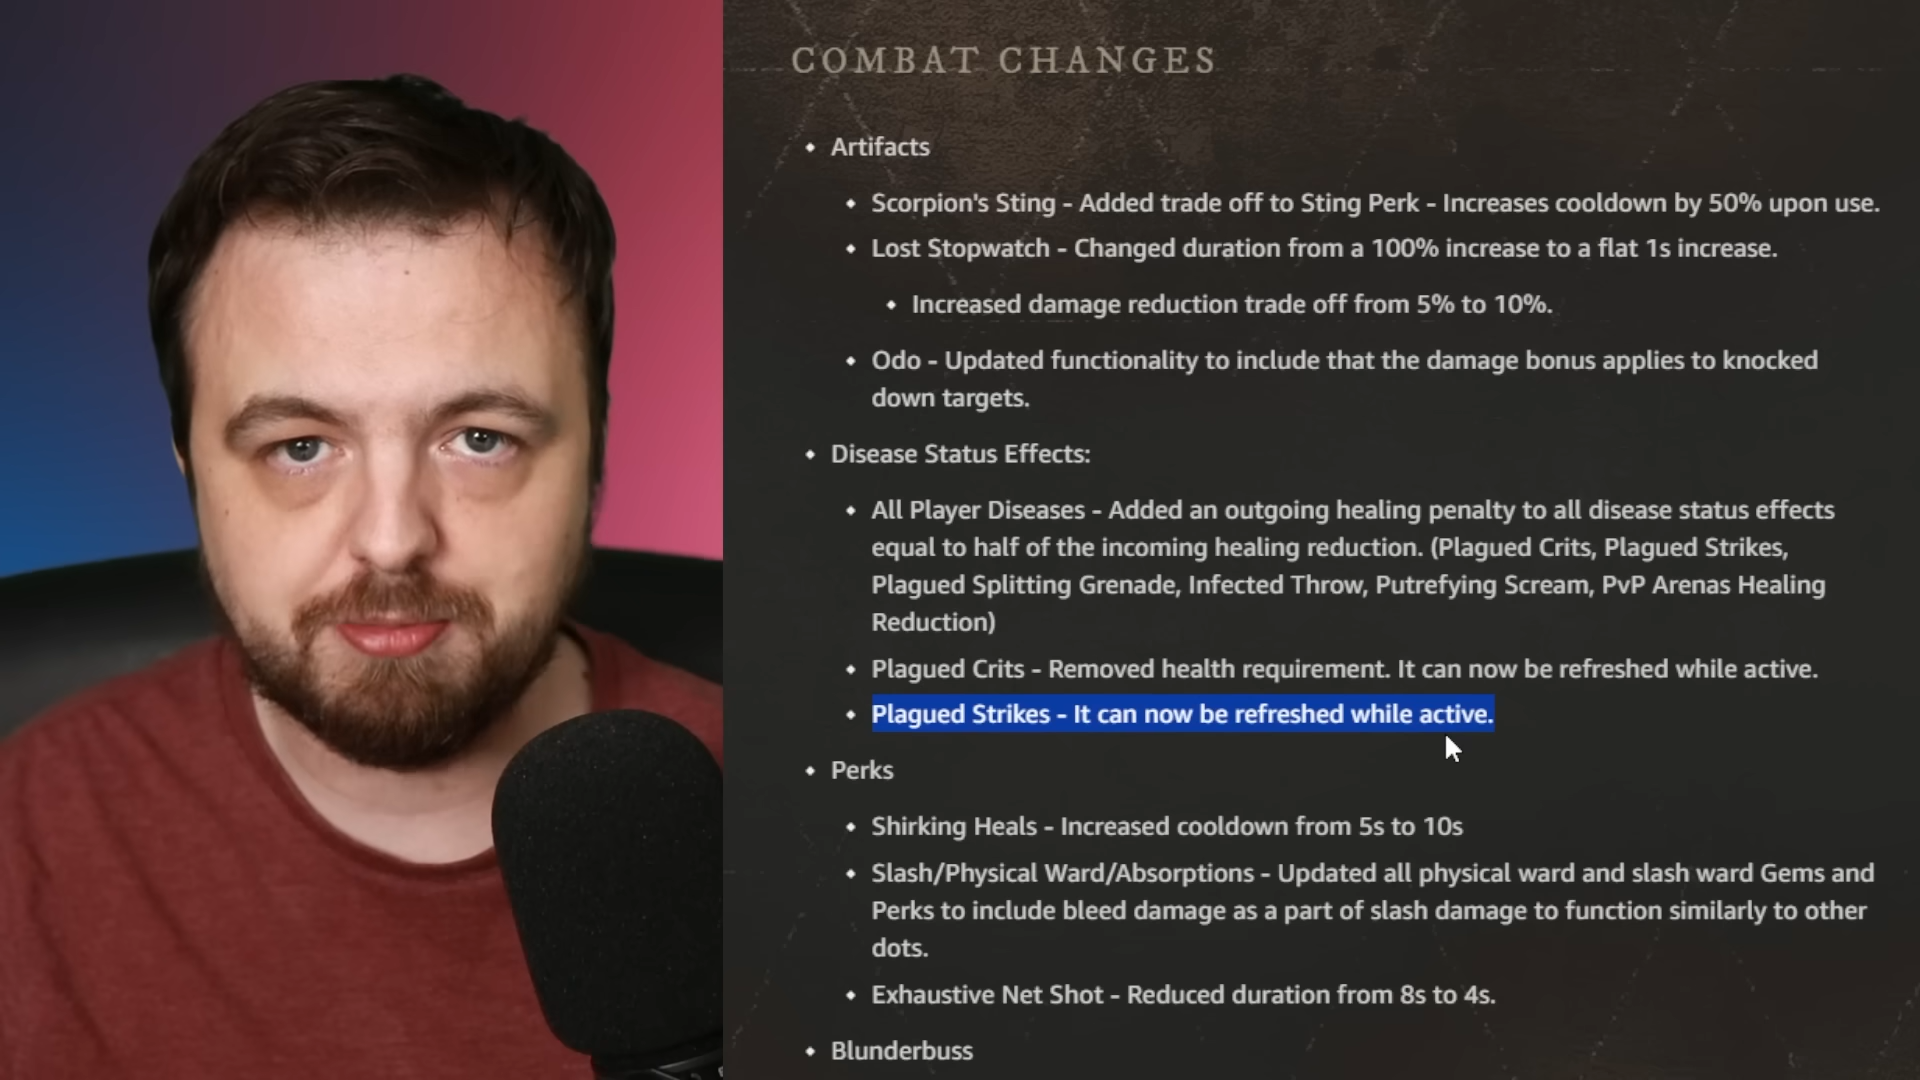 COMBAT CHANGES
Artifacts
Scorpion's Sting - Added trade off to Sting Perk - Increases cooldown by 50% upon use.
Lost Stopwatch - Changed duration from a 100% increase to a flat 1s increase.
Increased damage reduction trade off from 5% to 10%.
Odo - Updated functionality to include that the damage bonus applies to knocked
down targets.
Disease Status Effects:
All Player Diseases - Added an outgoing healing penalty to all disease status effects
equal to half of the incoming healing reduction. (Plagued Crits, Plagued Strikes,
Plagued Splitting Grenade, Infected Throw, Putrefying Scream, PvP Arenas Healing
Reduction)
Plagued Crits - Removed health requirement. It can now be refreshed while active.
Plagued Strikes - It can now be refreshed while active.
Perks
Shirking Heals - Increased cooldown from 5s to 10s
Slash/Physical Ward/Absorptions - Updated all physical ward and slash ward Gems and
Perks to include bleed damage as a part of slash damage to function similarly to other
dots.
Exhaustive Net Shot - Reduced duration from 8s to 4s.
Blunderbuss